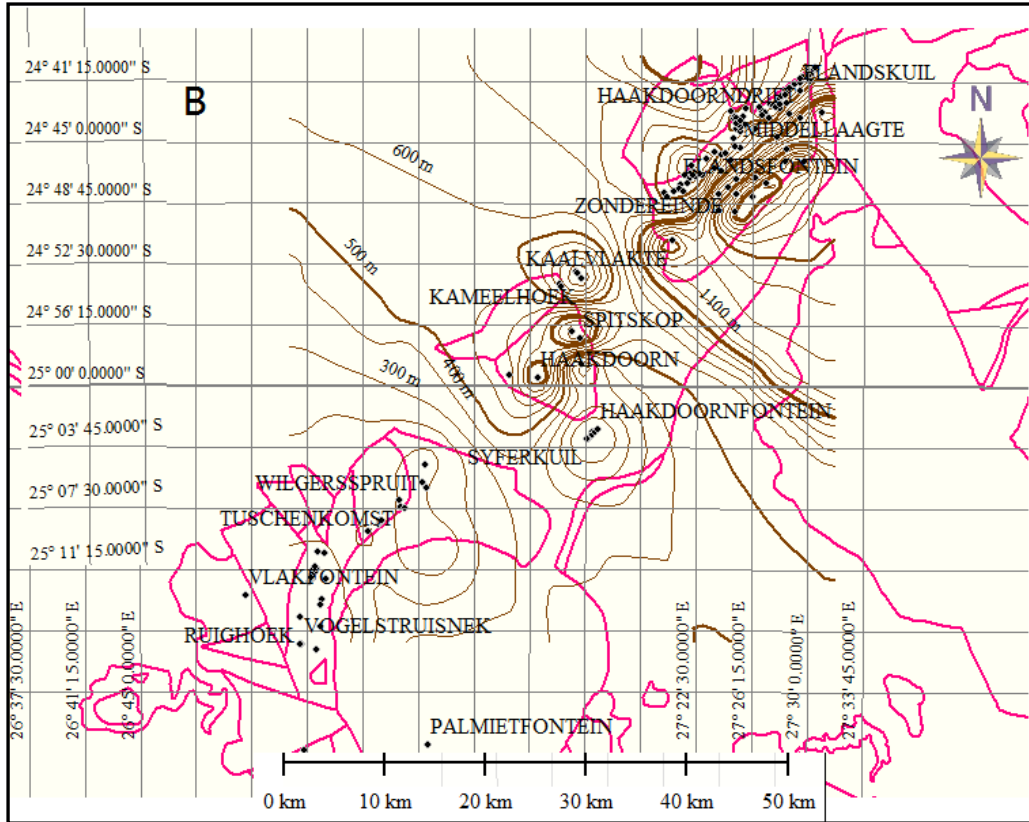 24° 41' 15.0000" S
ELANDSKUIL
B
HAAKDOORNDRIFT
N
24° 45' 0.0000" S
MIDDELLAAGTE
600 m
ELANDSFONTEIN
24° 48' 45.0000" S
ZONDEREINDE
24° 52' 30.0000" S
500 m
KAALVLAKTE
KAMEELHOEK
1100 m
24° 56' 15.0000" S
SPITSKOP
HAAKDOORN
25° 00' 0.0000" S
300 m
400 m
25° 03' 45.0000" S
HAAKDOORNFONTEIN
SYFERKUIL
25° 07' 30.0000" S
WILGERSSPRUIT
TUSCHENKOMST
25° 11' 15.0000" S
VLAKFONTEIN
VOGELSTRUISNEK
RUIGHOEK
26° 37' 30.0000" E
26° 41' 15.0000" E
26° 45' 0.0000" E
27° 22' 30.0000" E
27° 26' 15.0000" E
27° 30' 0.0000" E
27° 33' 45.0000" E
PALMIETFONTEIN
0 km 10 km 20 km 30 km 40 km 50 km